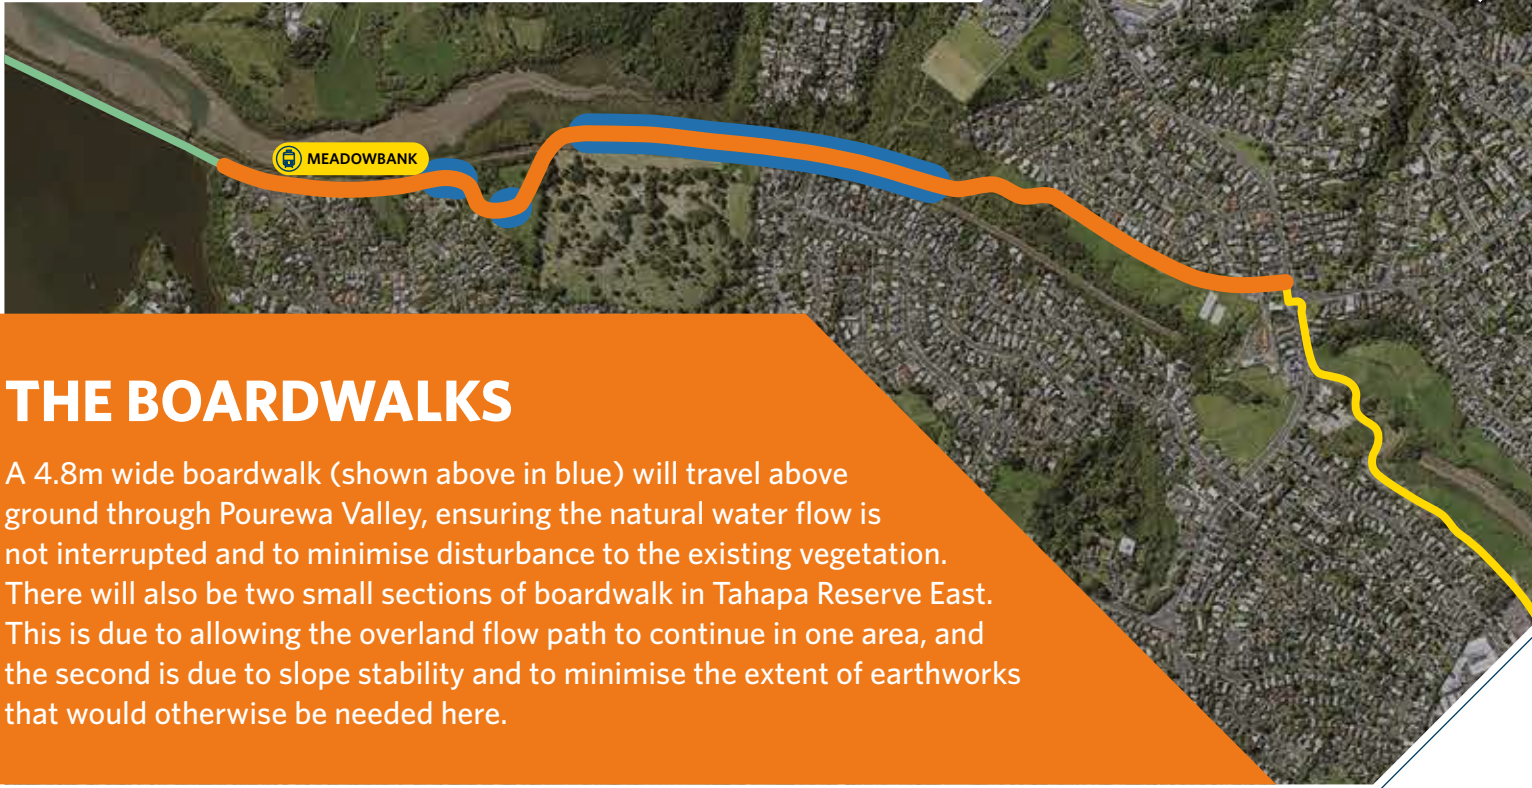 MEADOWBANK
THE BOARDWALKS
A 4.8m wide boardwalk (shown above in blue) will travel above
ground through Pourewa Valley, ensuring the natural water flow is
not interrupted and to minimise disturbance to the existing vegetation.
There will also be two small sections of boardwalk in Tahapa Reserve East.
This is due to allowing the overland flow path to continue in one area, and
the second is due to slope stability and to minimise the extent of earthworks
that would otherwise be needed here.